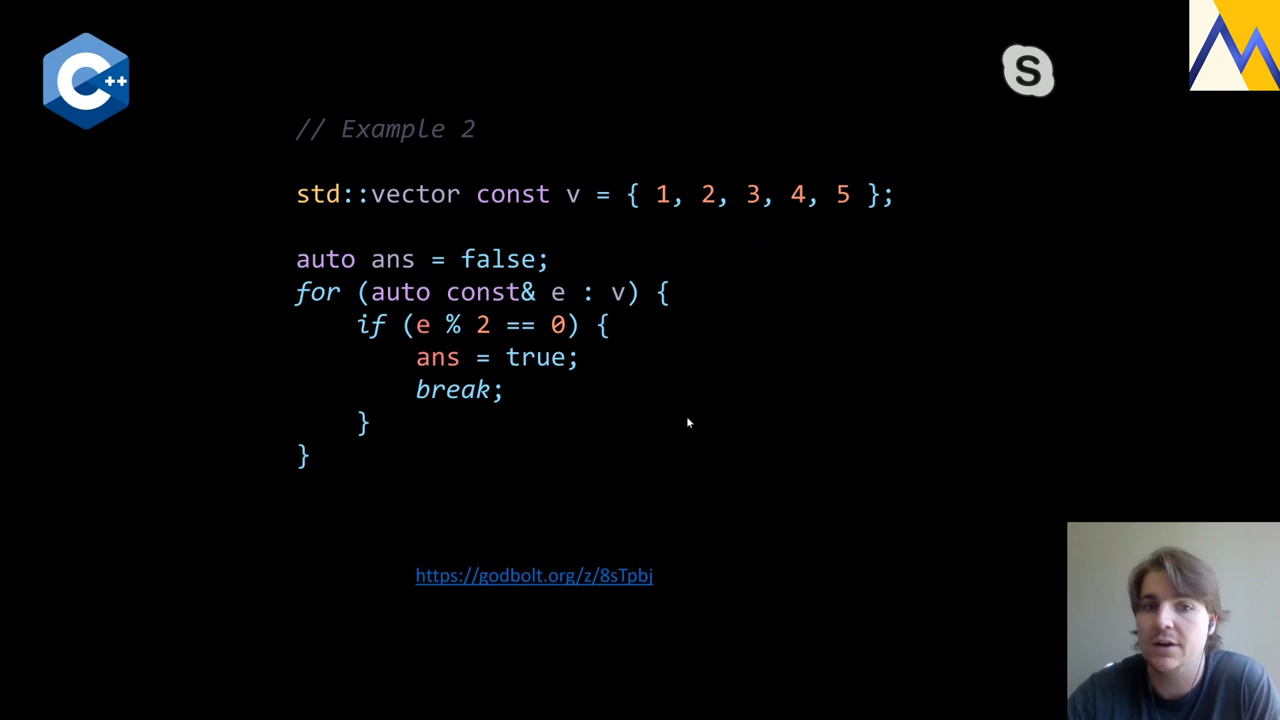 C++
S
// Example 2
std::vector const v = { 1, 2, 3, 4, 5 };
auto ans = false;
for (auto const& e : v) {
    if (e % 2 == 0) {
        ans = true;
        break;
    }
}
https://godbolt.org/z/8sTpbj